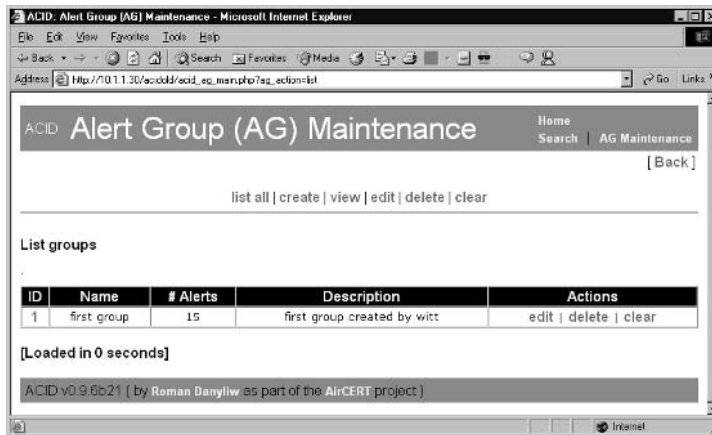 ACID: Alert Group (AG) Maintenance - Microsoft Internet Explorer
File Edit View Favorites Tools Help
Back Search Favorites Media
Address http://10.1.1.30/acidold/acid_ag_main.php?ag_action=list Go Links
ACID Alert Group (AG) Maintenance
Home
Search | AG Maintenance
[ Back ]
list all | create | view | edit | delete | clear
List groups
.
ID Name # Alerts Description Actions
1 first group 15 first group created by witt edit | delete | clear
[Loaded in 0 seconds]
ACID v0.9.6b21 ( by Roman Danyliw as part of the AirCERT project )
Internet